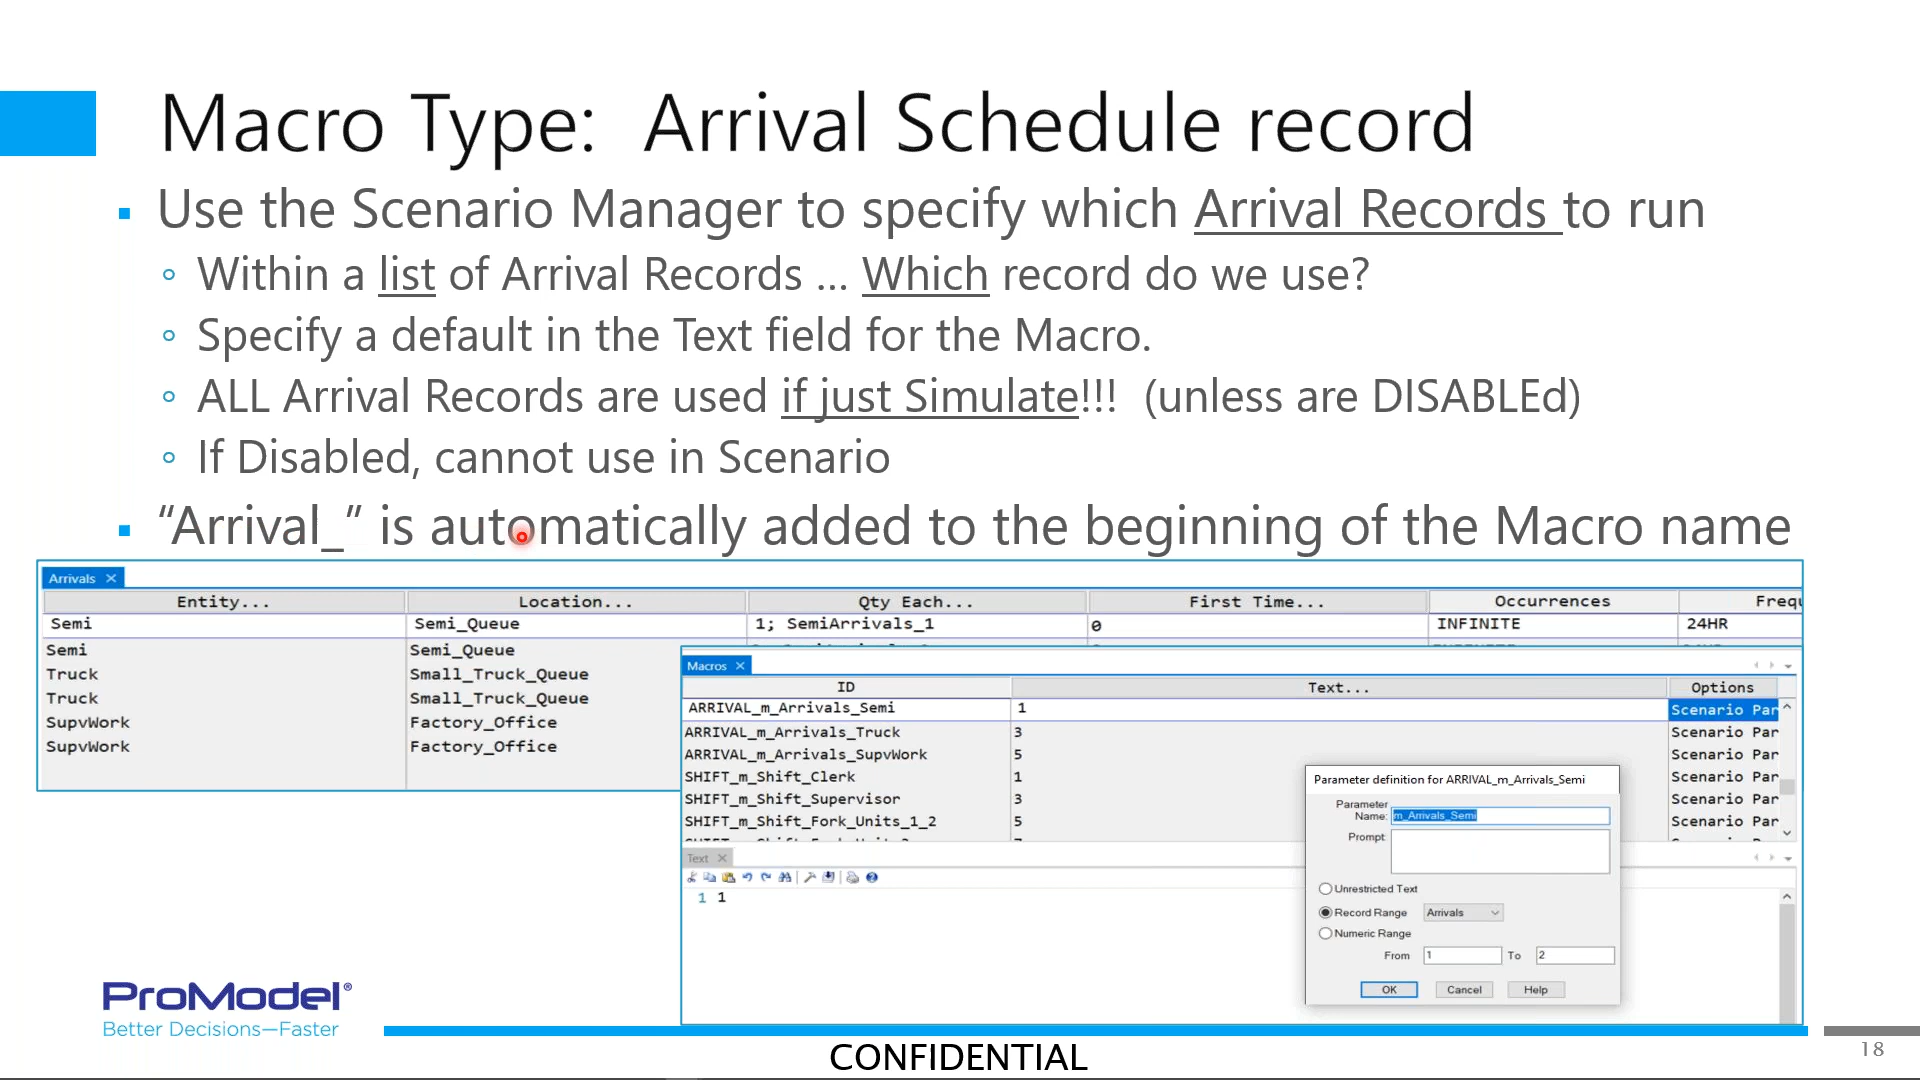 Macro Type:  Arrival Schedule record
Use the Scenario Manager to specify which Arrival Records to run
Within a list of Arrival Records ... Which record do we use?
Specify a default in the Text field for the Macro.
ALL Arrival Records are used if just Simulate!!!  (unless are DISABLEd)
If Disabled, cannot use in Scenario
“Arrival_” is automatically added to the beginning of the Macro name
Arrivals
Entity... Location... Qty Each... First Time... Occurrences Frequ
Semi Semi_Queue 1; SemiArrivals_1 0 INFINITE 24HR
Semi Semi_Queue
Truck Small_Truck_Queue
Truck Small_Truck_Queue
SupvWork Factory_Office
SupvWork Factory_Office
Macros
ID Text... Options
ARRIVAL_m_Arrivals_Semi 1 Scenario Par
ARRIVAL_m_Arrivals_Truck 3 Scenario Par
ARRIVAL_m_Arrivals_SupvWork 5 Scenario Par
SHIFT_m_Shift_Clerk 1 Scenario Par
SHIFT_m_Shift_Supervisor 3 Scenario Par
SHIFT_m_Shift_Fork_Units_1_2 5 Scenario Par
Text
1 1
Parameter definition for ARRIVAL_m_Arrivals_Semi
Parameter
Name: m_Arrivals_Semi
Prompt:
Unrestricted Text
Record Range Arrivals
Numeric Range
From 1 To 2
OK Cancel Help
ProModel®
Better Decisions—Faster
CONFIDENTIAL
18